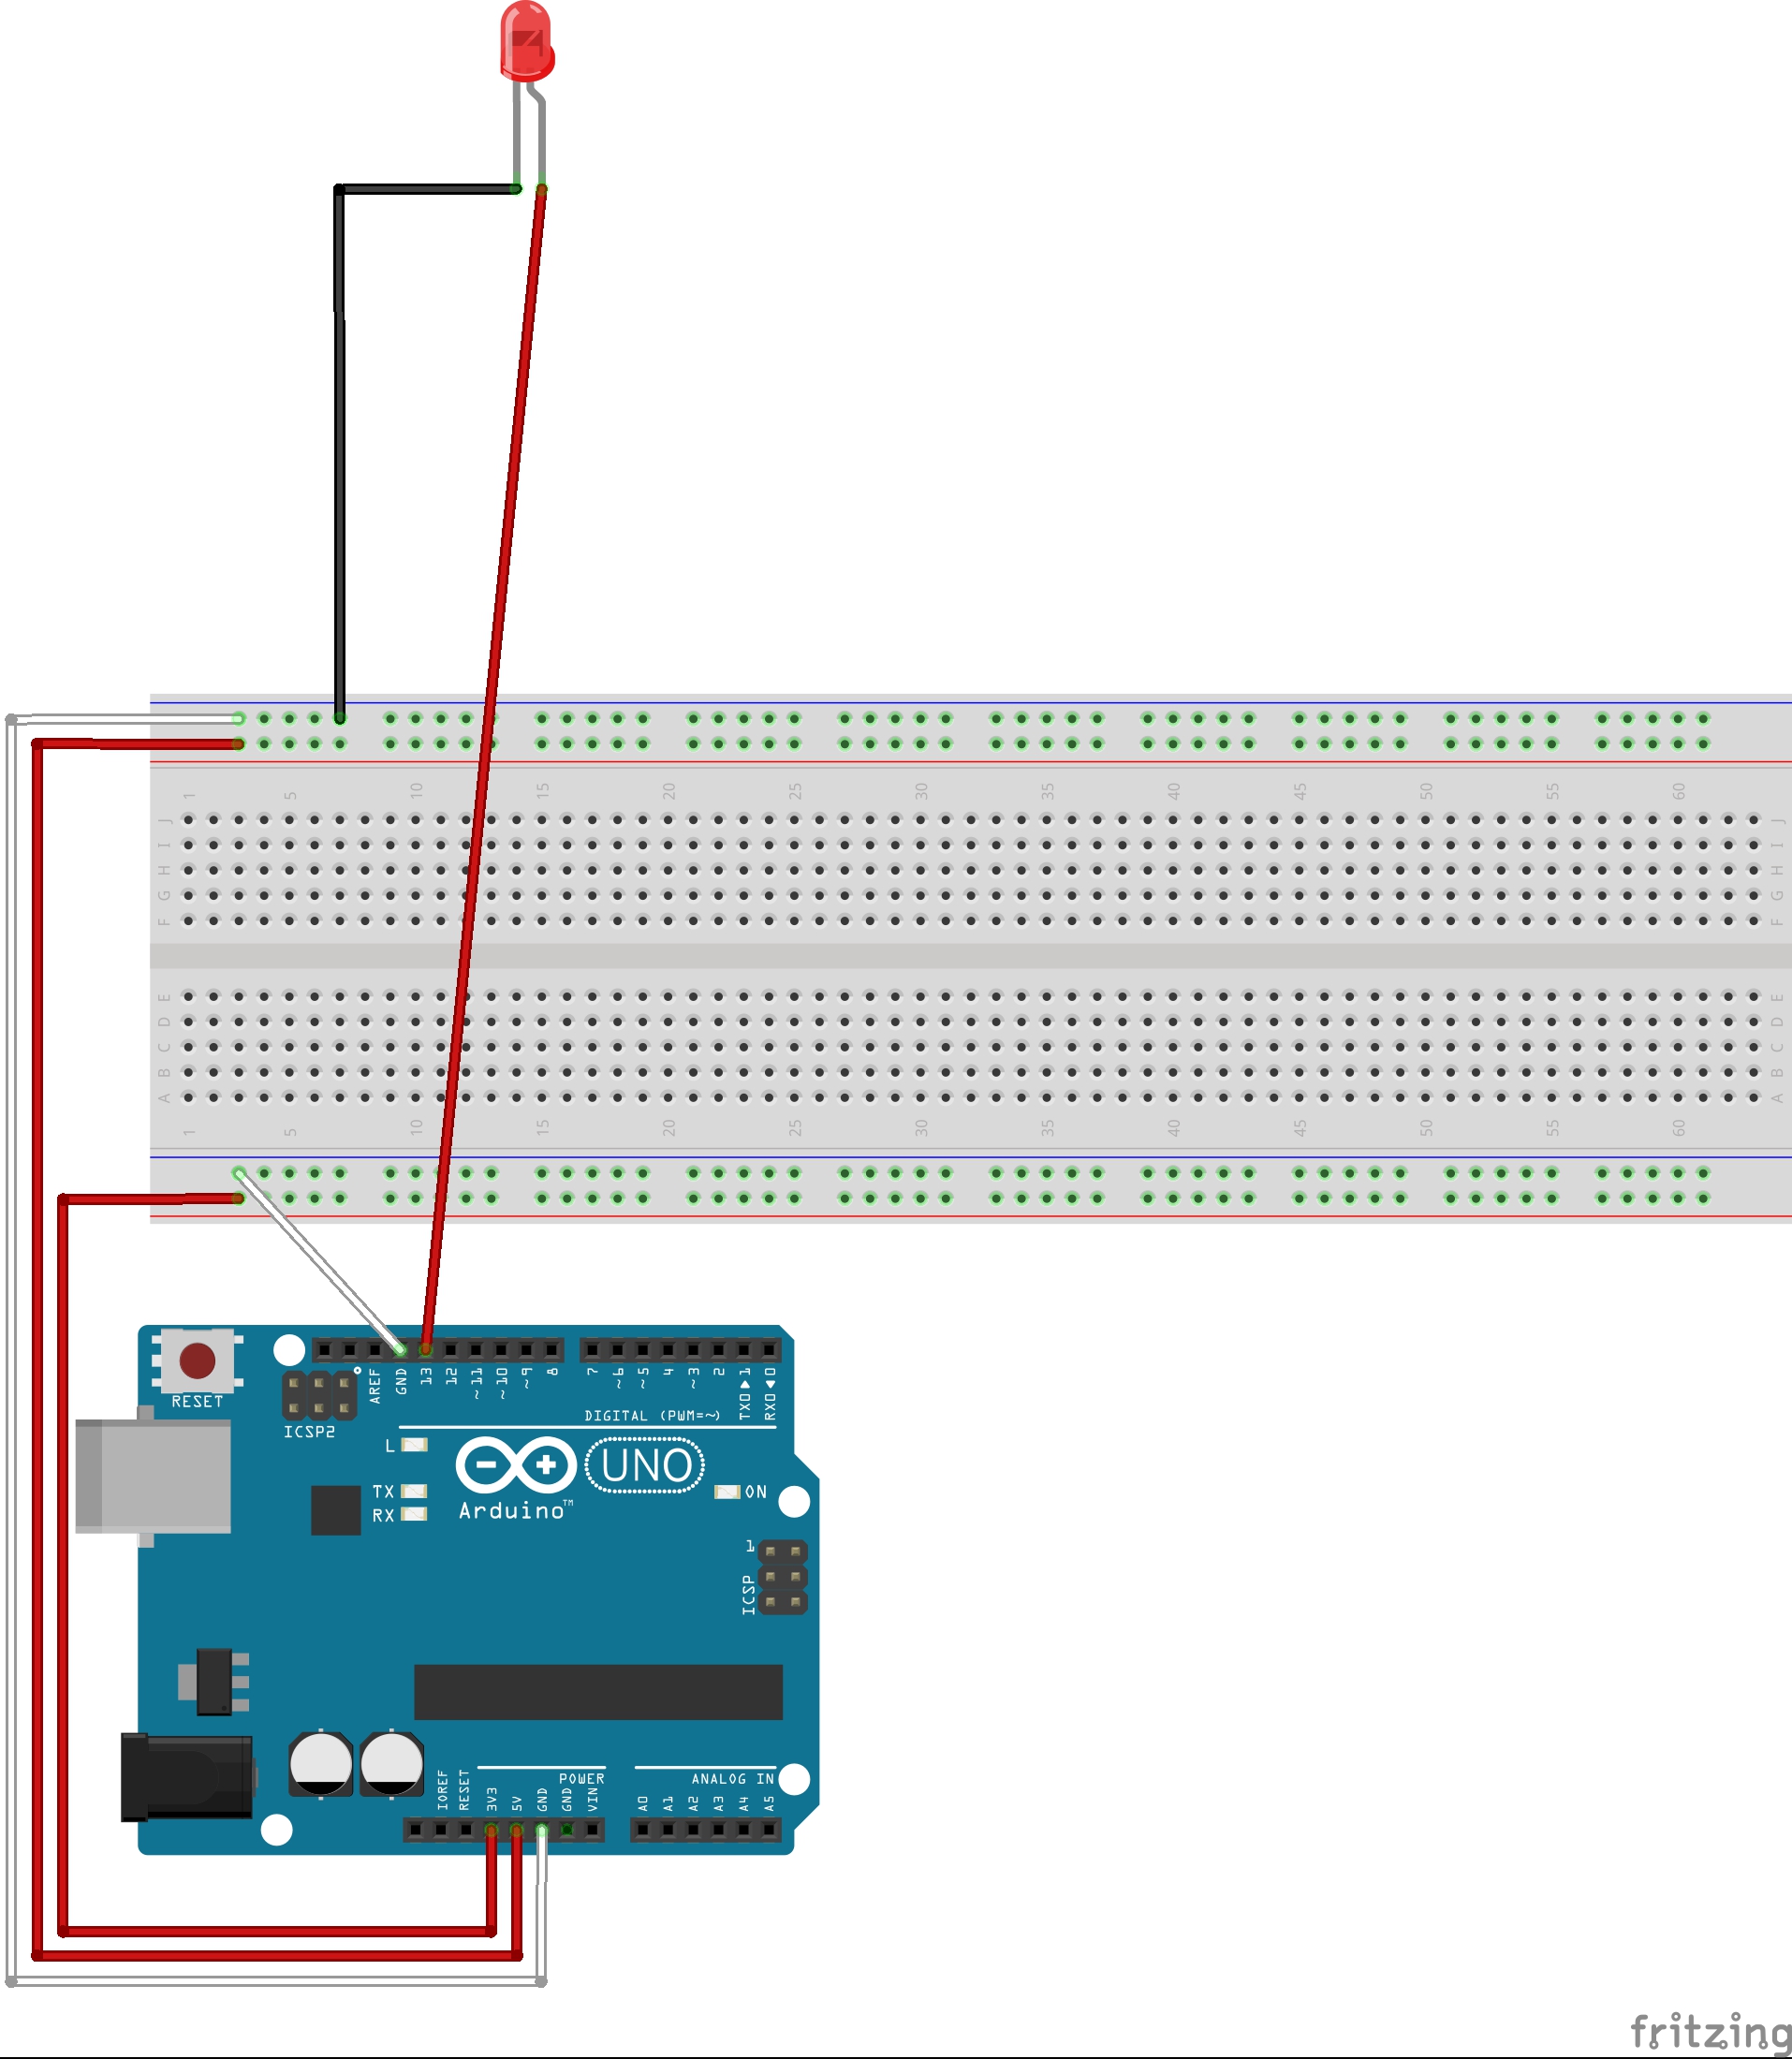 1 5 10 15 20 25 30 35 40 45 50 55 60
J J
I I
H H
G G
F F
E E
D D
C C
B B
A A
1 5 10 15 20 25 30 35 40 45 50 55 60
RESET
ICSP2
AREF GND 13 12 ~11 ~10 ~9 8 7 ~6 ~5 4 ~3 2 TX0▶1 RX0◀0
DIGITAL (PWM=~)
L
TX
RX
UNO
Arduino™
ON
1
ICSP
POWER
ANALOG IN
IOREF RESET 3V3 5V GND GND VIN A0 A1 A2 A3 A4 A5
fritzing